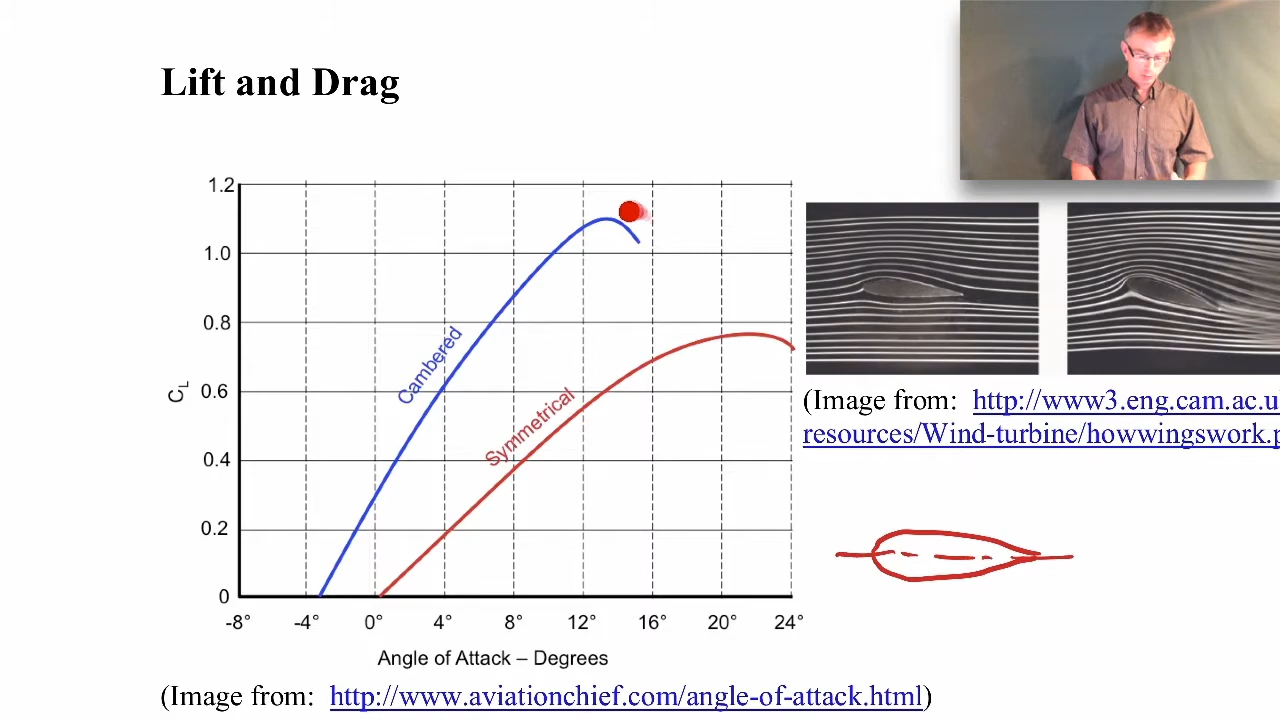 Lift and Drag
1.2
1.0
0.8
0.6
0.4
0.2
0
C_L
Cambered
Symmetrical
-8° -4° 0° 4° 8° 12° 16° 20° 24°
Angle of Attack – Degrees
(Image from: http://www.aviationchief.com/angle-of-attack.html)
(Image from: http://www3.eng.cam.ac.u
resources/Wind-turbine/howwingswork.p